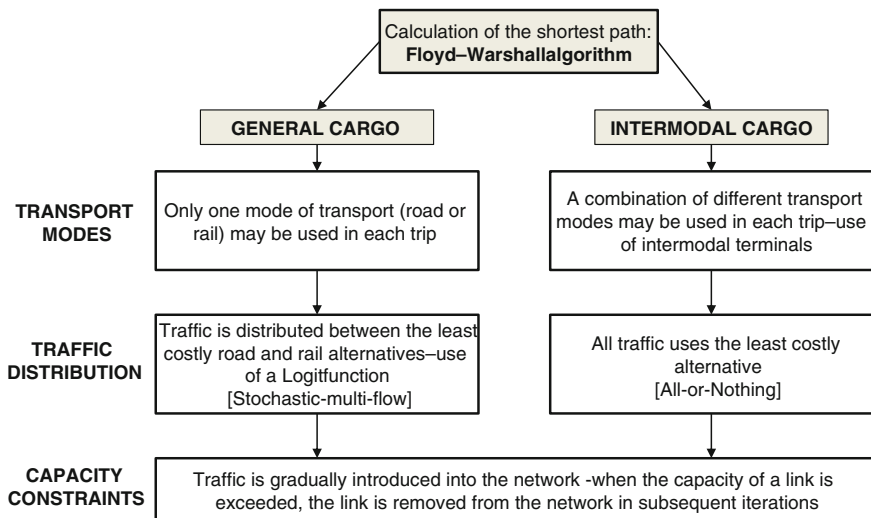 Calculation of the shortest path:
Floyd–Warshallalgorithm
GENERAL CARGO
INTERMODAL CARGO
TRANSPORT
MODES
Only one mode of transport (road or
rail) may be used in each trip
A combination of different transport
modes may be used in each trip–use
of intermodal terminals
TRAFFIC
DISTRIBUTION
Traffic is distributed between the least
costly road and rail alternatives–use
of a Logitfunction
[Stochastic-multi-flow]
All traffic uses the least costly
alternative
[All-or-Nothing]
CAPACITY
CONSTRAINTS
Traffic is gradually introduced into the network -when the capacity of a link is
exceeded, the link is removed from the network in subsequent iterations